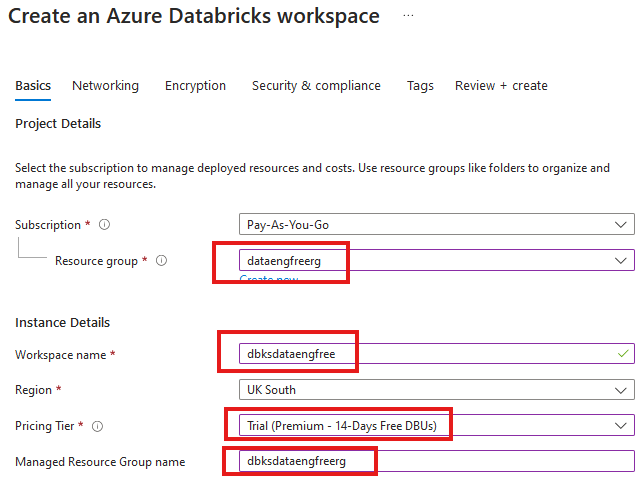 Create an Azure Databricks workspace ...
Basics Networking Encryption Security & compliance Tags Review + create
Project Details
Select the subscription to manage deployed resources and costs. Use resource groups like folders to organize and
manage all your resources.
Subscription * Pay-As-You-Go
Resource group * dataengfreerg
Create new
Instance Details
Workspace name * dbksdataengfree
Region * UK South
Pricing Tier * Trial (Premium - 14-Days Free DBUs)
Managed Resource Group name dbksdataengfreerg